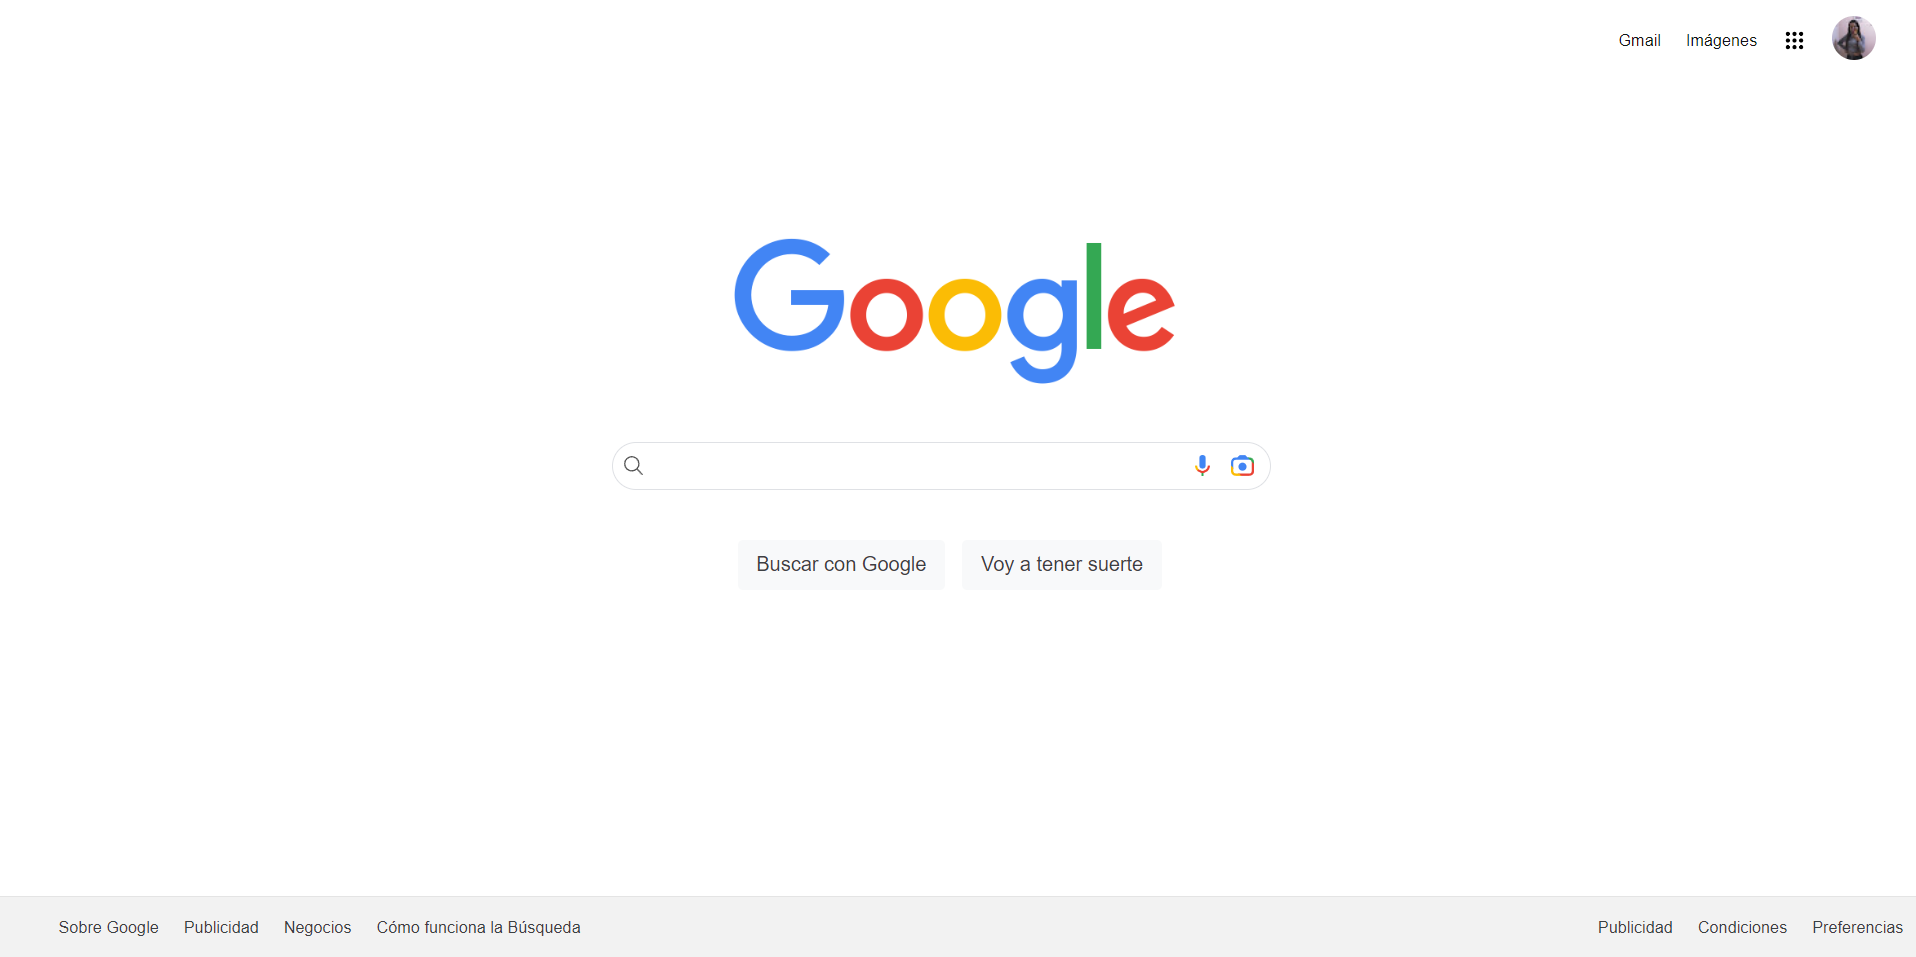 Gmail Imágenes
Google
Buscar con Google Voy a tener suerte
Sobre Google Publicidad Negocios Cómo funciona la Búsqueda Publicidad Condiciones Preferencias